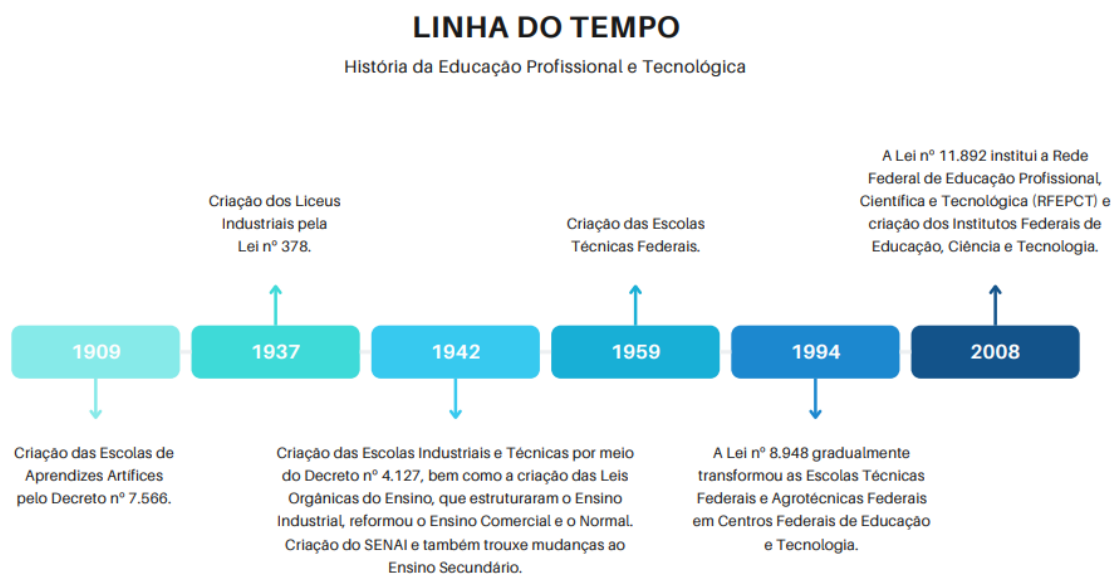 LINHA DO TEMPO
História da Educação Profissional e Tecnológica
1909
Criação das Escolas de
Aprendizes Artífices
pelo Decreto nº 7.566.
Criação dos Liceus
Industriais pela
Lei nº 378.
1937
1942
Criação das Escolas Industriais e Técnicas por meio
do Decreto nº 4.127, bem como a criação das Leis
Orgânicas do Ensino, que estruturaram o Ensino
Industrial, reformou o Ensino Comercial e o Normal.
Criação do SENAI e também trouxe mudanças ao
Ensino Secundário.
Criação das Escolas
Técnicas Federais.
1959
1994
A Lei nº 8.948 gradualmente
transformou as Escolas Técnicas
Federais e Agrotécnicas Federais
em Centros Federais de Educação
e Tecnologia.
A Lei nº 11.892 institui a Rede
Federal de Educação Profissional,
Científica e Tecnológica (RFEPCT) e
criação dos Institutos Federais de
Educação, Ciência e Tecnologia.
2008